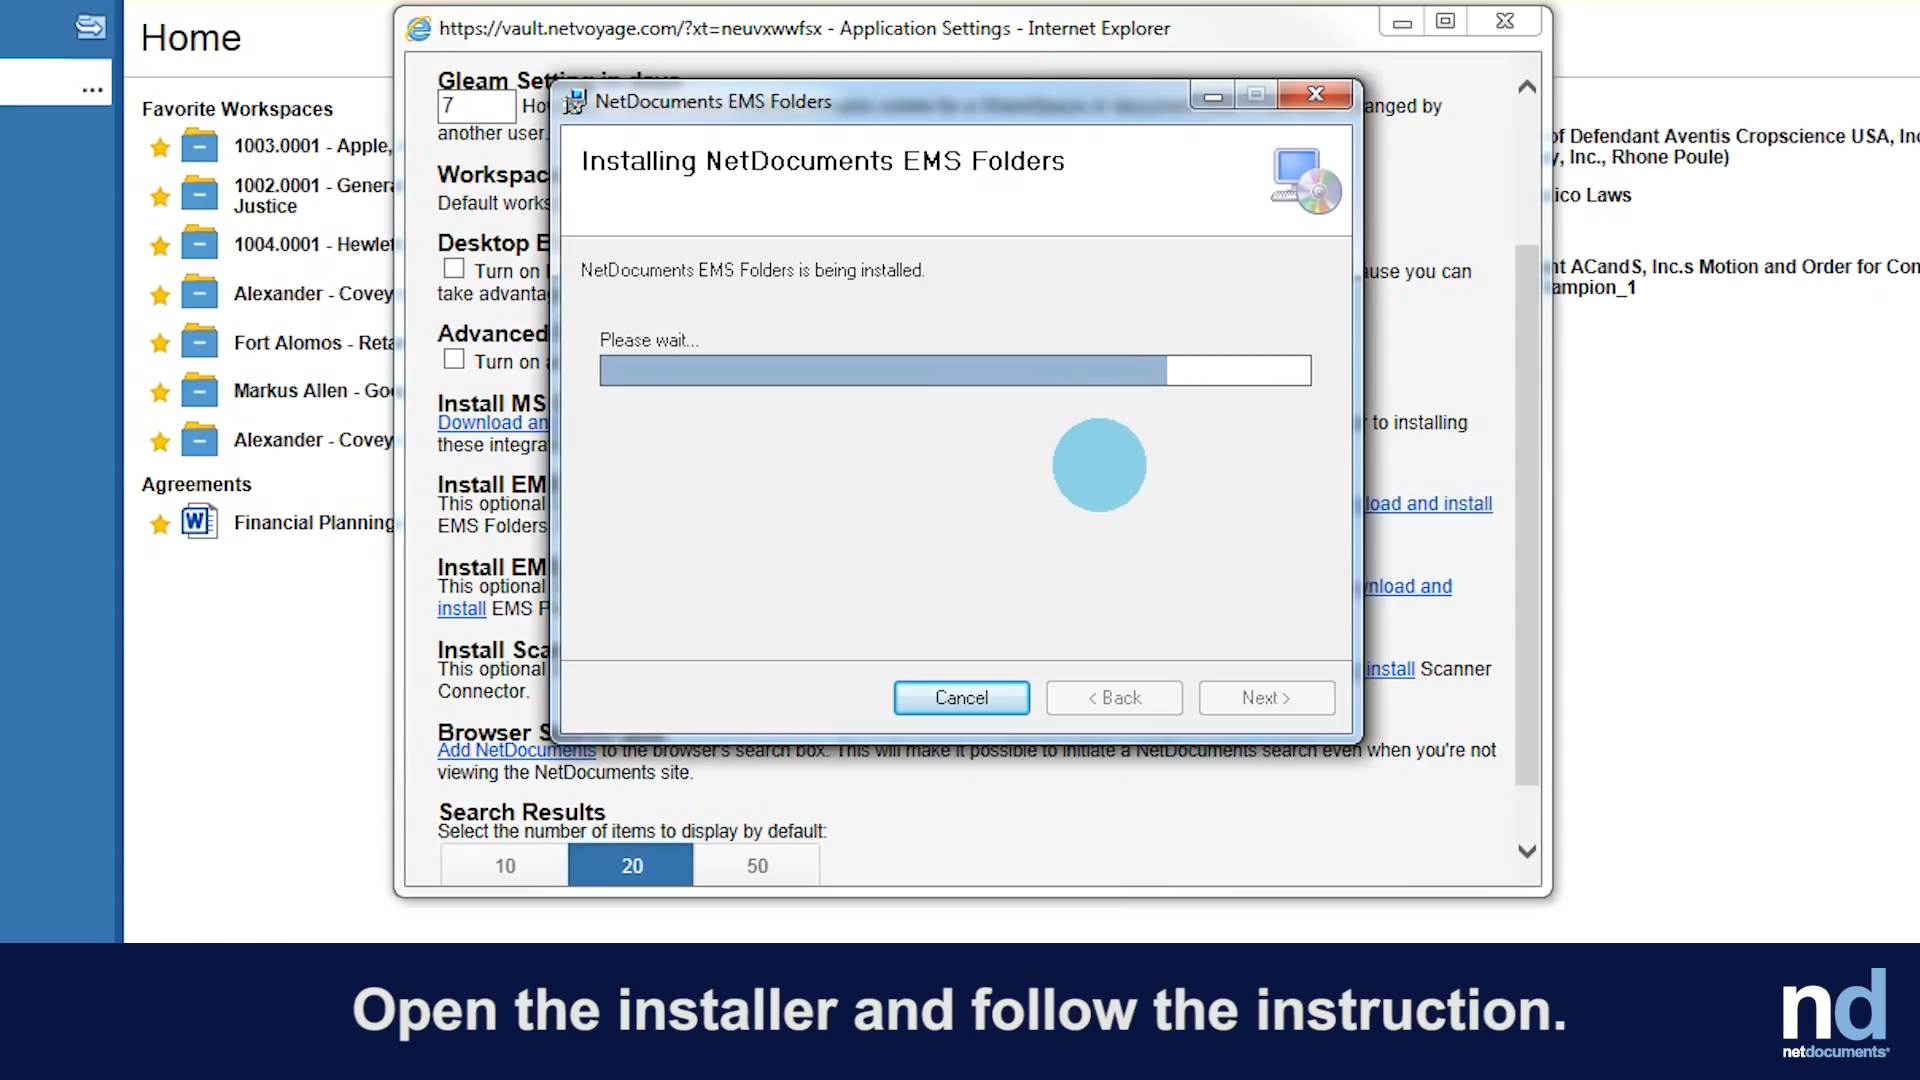 Home
...
Favorite Workspaces
1003.0001 - Apple,
1002.0001 - Genera
Justice
1004.0001 - Hewlet
Alexander - Covey
Fort Alomos - Reta
Markus Allen - Goo
Alexander - Covey
Agreements
Financial Planning
https://vault.netvoyage.com/?xt=neuvxwwfsx - Application Settings - Internet Explorer
Gleam Setting in days
7
anged by
another user.
Workspac
Default works
Desktop E
Turn on
ause you can
take advanta
Advanced
Turn on a
Install MS
Download an
to installing
these integra
Install EM
This optional
load and install
EMS Folders
Install EM
This optional
nload and
install EMS F
Install Sca
This optional
install Scanner
Connector.
Browser
Add NetDocuments to the browser's search box. This will make it possible to initiate a NetDocuments search even when you're not
viewing the NetDocuments site.
Search Results
Select the number of items to display by default:
10 20 50
NetDocuments EMS Folders
Installing NetDocuments EMS Folders
NetDocuments EMS Folders is being installed.
Please wait...
Cancel < Back Next >
of Defendant Aventis Cropscience USA, Inc
y, Inc., Rhone Poule)
ico Laws
nt ACandS, Inc.s Motion and Order for Con
ampion_1
Open the installer and follow the instruction.
nd
netdocuments®